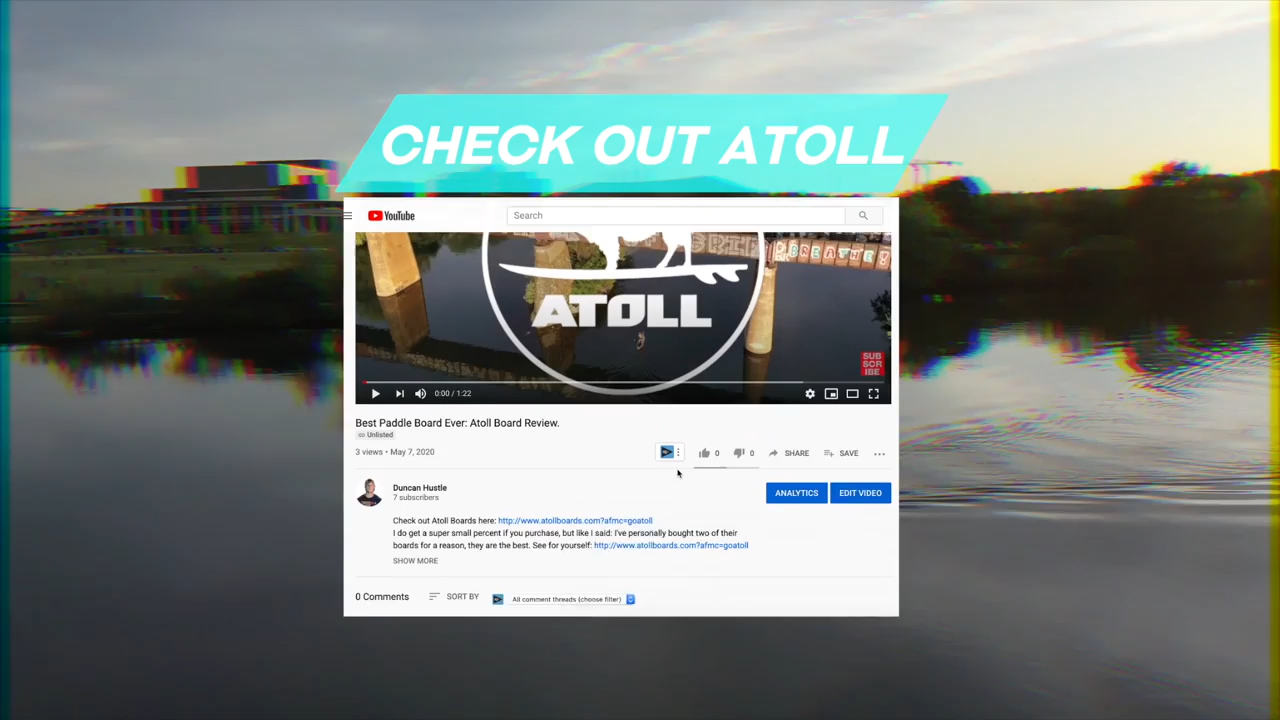 CHECK OUT ATOLL
YouTube
Search
BREATHE!
ATOLL
SUB
SCR
IBE
0:00 / 1:22
Best Paddle Board Ever: Atoll Board Review.
Unlisted
3 views • May 7, 2020
0
0
SHARE
SAVE
Duncan Hustle
7 subscribers
ANALYTICS
EDIT VIDEO
Check out Atoll Boards here: http://www.atollboards.com?afmc=goatoll
I do get a super small percent if you purchase, but like I said: I've personally bought two of their
boards for a reason, they are the best. See for yourself: http://www.atollboards.com?afmc=goatoll
SHOW MORE
0 Comments
SORT BY
All comment threads (choose filter)